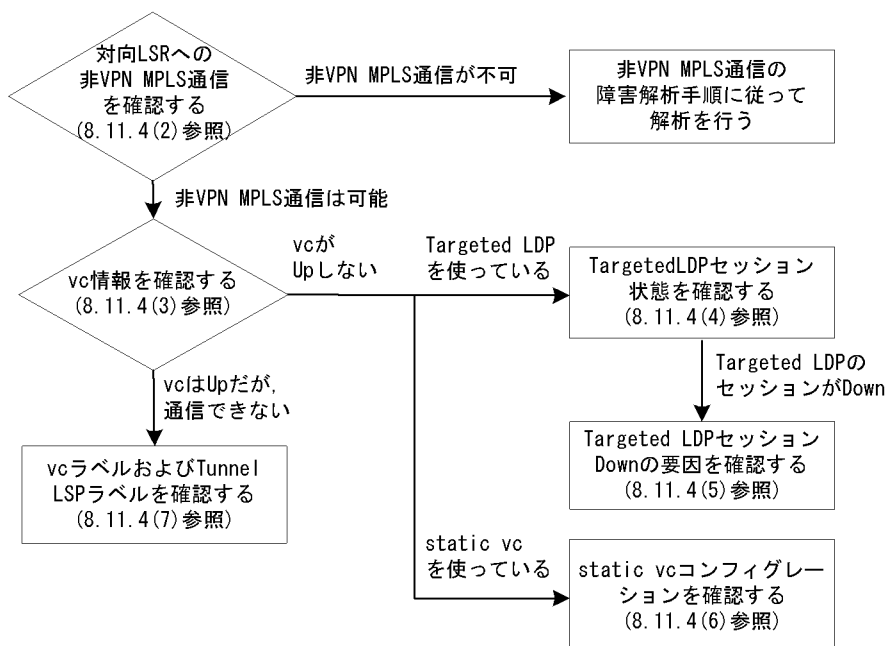 対向LSRへの
非VPN MPLS通信
を確認する
(8.11.4(2)参照)
非VPN MPLS通信が不可
非VPN MPLS通信の
障害解析手順に従って
解析を行う
非VPN MPLS通信は可能
vc情報を確認する
(8.11.4(3)参照)
vcが
Upしない
Targeted LDP
を使っている
TargetedLDPセッション
状態を確認する
(8.11.4(4)参照)
Targeted LDPの
セッションがDown
vcはUpだが,
通信できない
Targeted LDPセッション
Downの要因を確認する
(8.11.4(5)参照)
vcラベルおよびTunnel
LSPラベルを確認する
(8.11.4(7)参照)
static vc
を使っている
static vcコンフィグレー
ションを確認する
(8.11.4(6)参照)